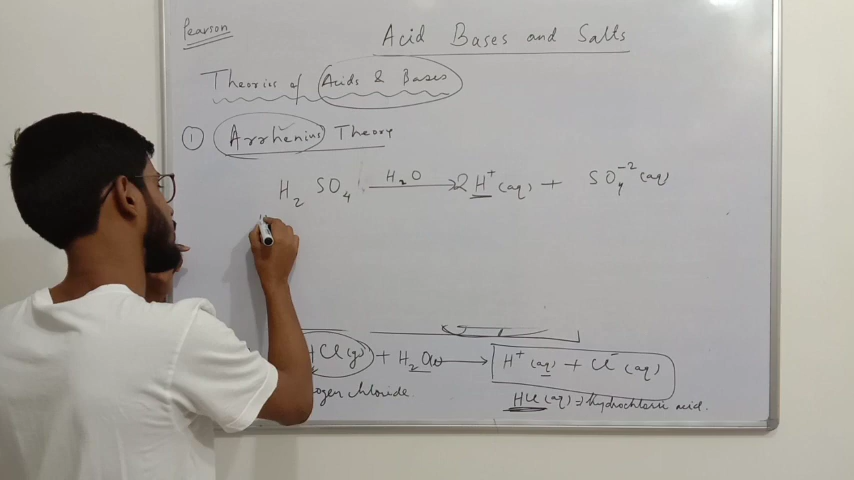 Pearson
Acid Bases and Salts
Theories of Acids & Bases
① Arrhenius Theory
H₂ SO₄ H₂O → 2H⁺(aq) + SO₄⁻²(aq)
HCl(g) + H₂O → H⁺(aq) + Cl⁻(aq)
ogen chloride.
HCl(aq) = hydrochloric acid.